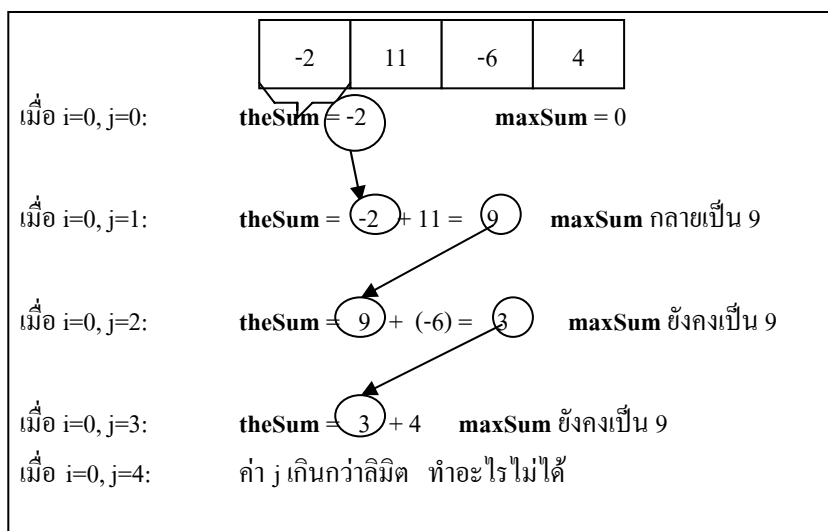 -2 11 -6 4
เมื่อ i=0, j=0: theSum = -2 maxSum = 0
เมื่อ i=0, j=1: theSum = -2 + 11 = 9 maxSum กลายเป็น 9
เมื่อ i=0, j=2: theSum = 9 + (-6) = 3 maxSum ยังคงเป็น 9
เมื่อ i=0, j=3: theSum = 3 + 4 maxSum ยังคงเป็น 9
เมื่อ i=0, j=4: ค่า j เกินกว่าลิมิต ทำอะไรไม่ได้